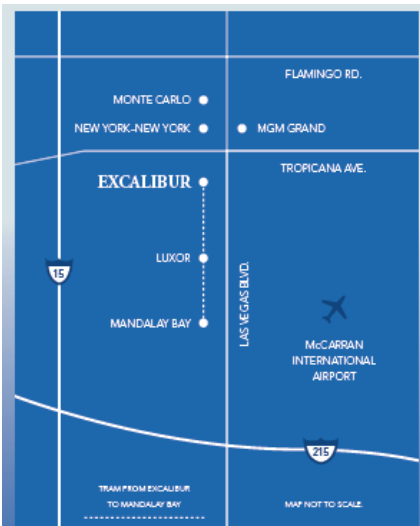 FLAMINGO RD.
MONTE CARLO
NEW YORK–NEW YORK
MGM GRAND
TROPICANA AVE.
EXCALIBUR
LUXOR
15
LAS VEGAS BLVD.
MANDALAY BAY
McCARRAN
INTERNATIONAL
AIRPORT
215
TRAM FROM EXCALIBUR
TO MANDALAY BAY
MAP NOT TO SCALE